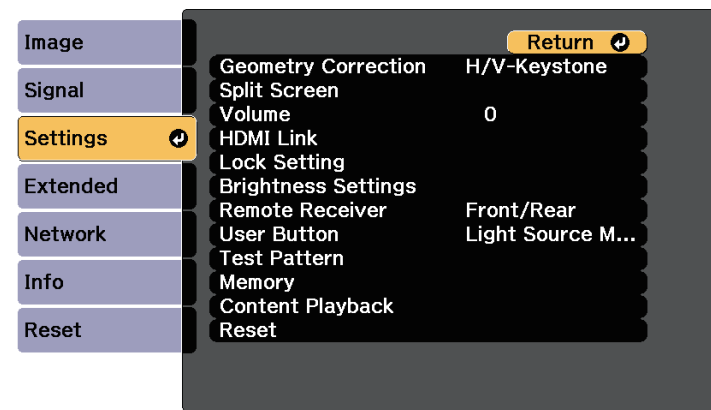 Image
Signal
Settings
Extended
Network
Info
Reset
Return
Geometry Correction H/V-Keystone
Split Screen
Volume 0
HDMI Link
Lock Setting
Brightness Settings
Remote Receiver Front/Rear
User Button Light Source M...
Test Pattern
Memory
Content Playback
Reset